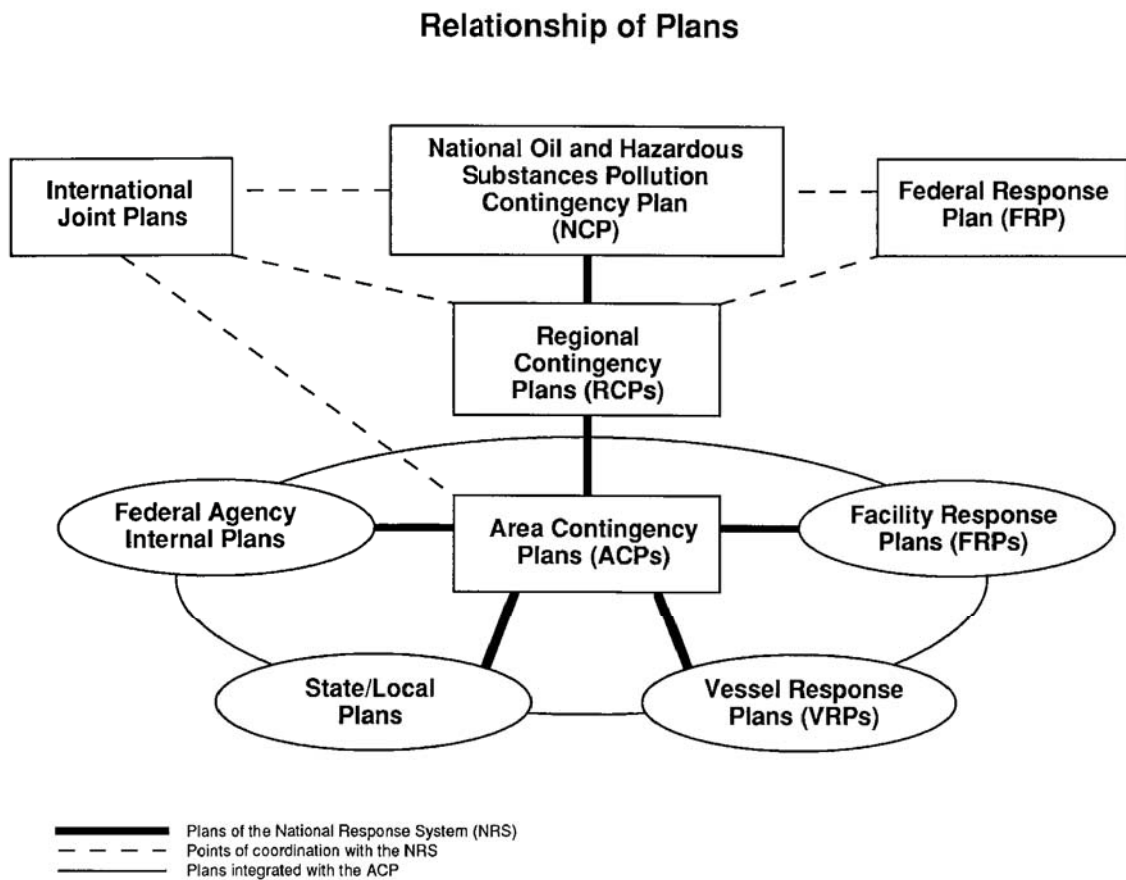 Relationship of Plans
International
Joint Plans
National Oil and Hazardous
Substances Pollution
Contingency Plan
(NCP)
Federal Response
Plan (FRP)
Regional
Contingency
Plans (RCPs)
Federal Agency
Internal Plans
Area Contingency
Plans (ACPs)
Facility Response
Plans (FRPs)
State/Local
Plans
Vessel Response
Plans (VRPs)
Plans of the National Response System (NRS)
Points of coordination with the NRS
Plans integrated with the ACP